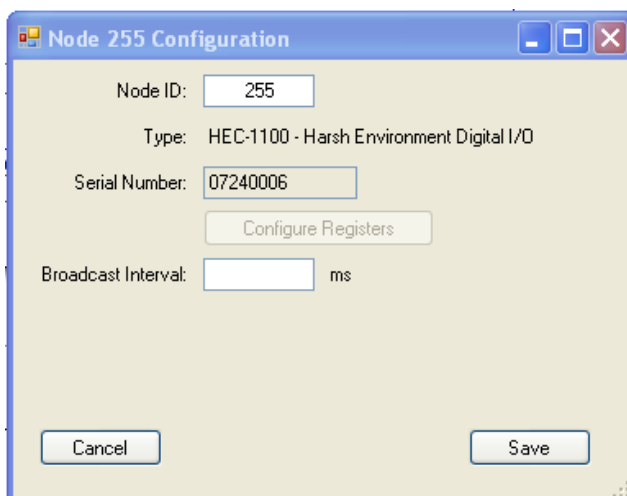 Node 255 Configuration
Node ID: 255
Type: HEC-1100 - Harsh Environment Digital I/O
Serial Number: 07240006
Configure Registers
Broadcast Interval: ms
Cancel Save